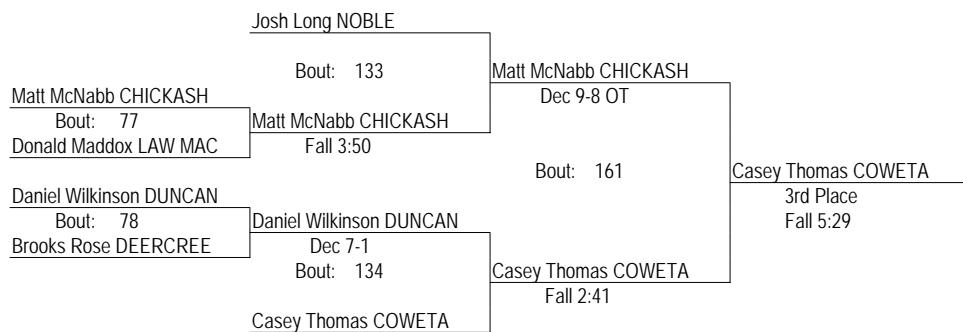 Josh Long NOBLE
Bout: 133
Matt McNabb CHICKASH
Dec 9-8 OT
Matt McNabb CHICKASH
Bout: 77
Donald Maddox LAW MAC
Matt McNabb CHICKASH
Fall 3:50
Bout: 161
Casey Thomas COWETA
3rd Place
Fall 5:29
Daniel Wilkinson DUNCAN
Bout: 78
Brooks Rose DEERCREE
Daniel Wilkinson DUNCAN
Dec 7-1
Bout: 134
Casey Thomas COWETA
Fall 2:41
Casey Thomas COWETA